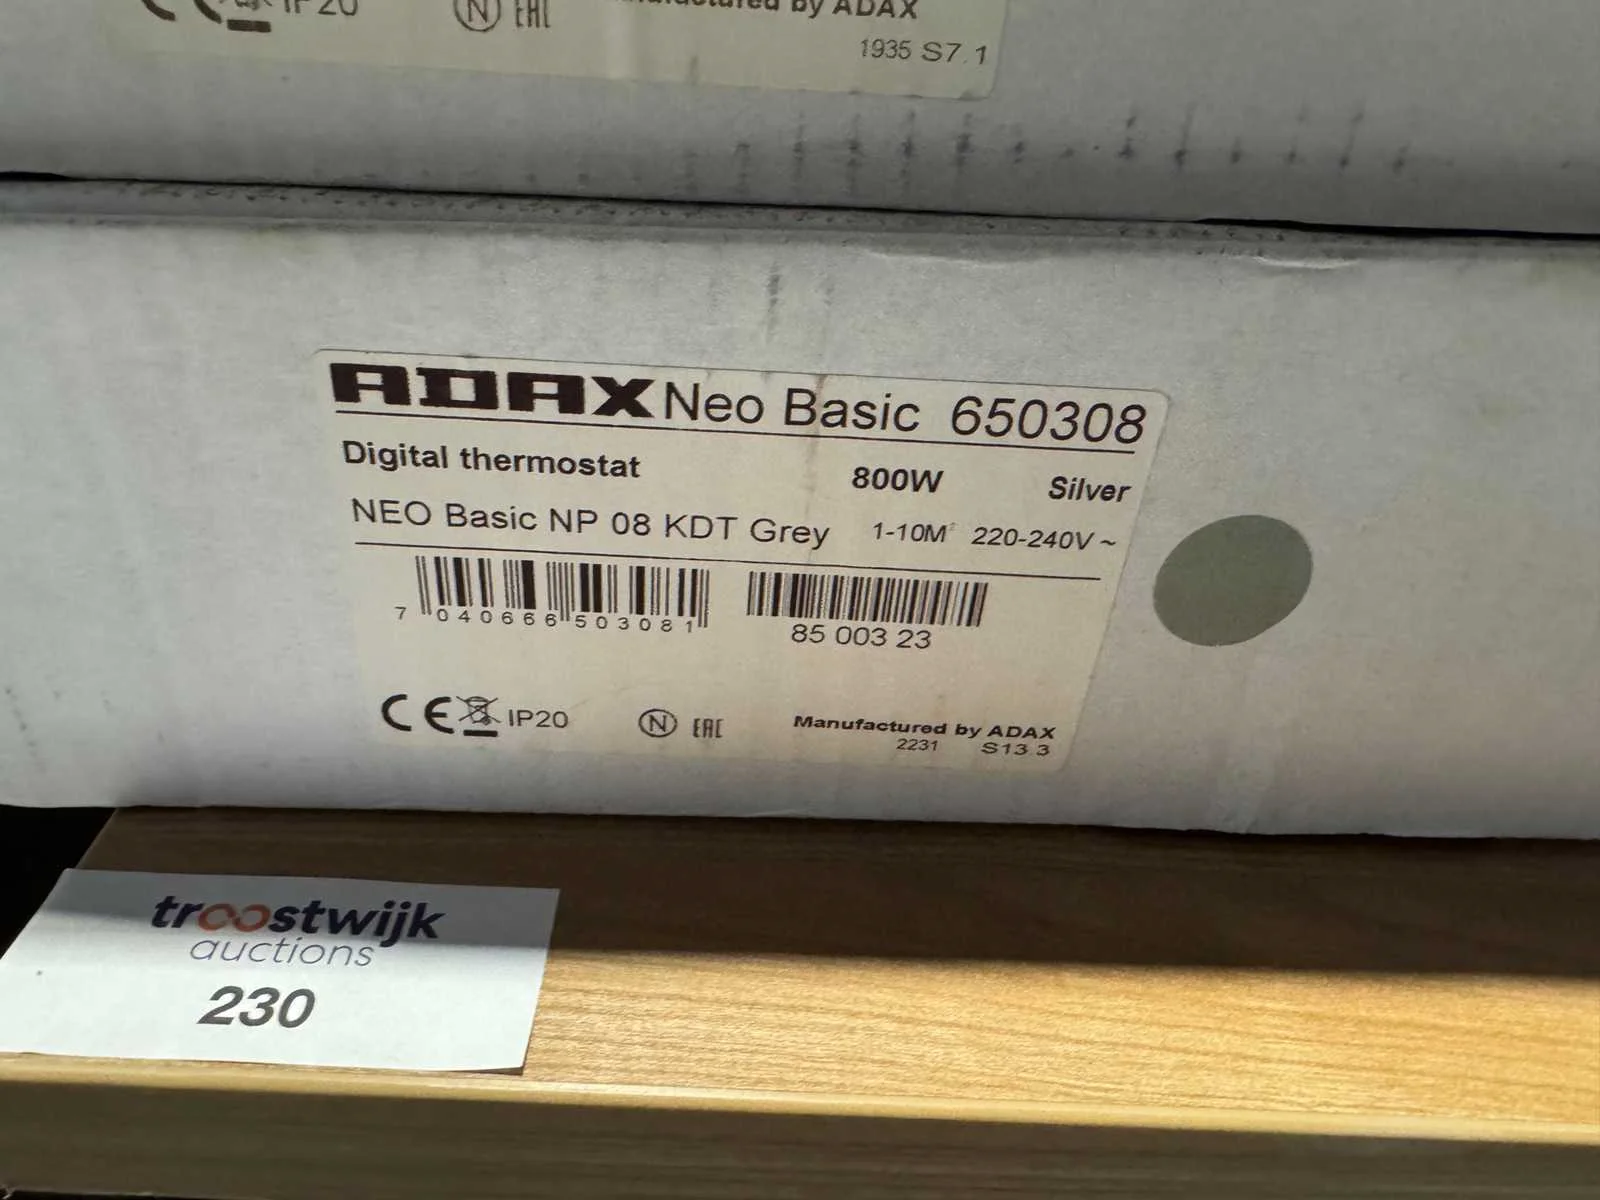 IP20
EAC
Manufactured by ADAX
1935 S7.1
ADAX Neo Basic 650308
Digital thermostat 800W Silver
NEO Basic NP 08 KDT Grey 1-10M² 220-240V ~
7 040666 503081
85 003 23
CE IP20 N EAC
Manufactured by ADAX
2231 S13.3
troostwijk
auctions
230